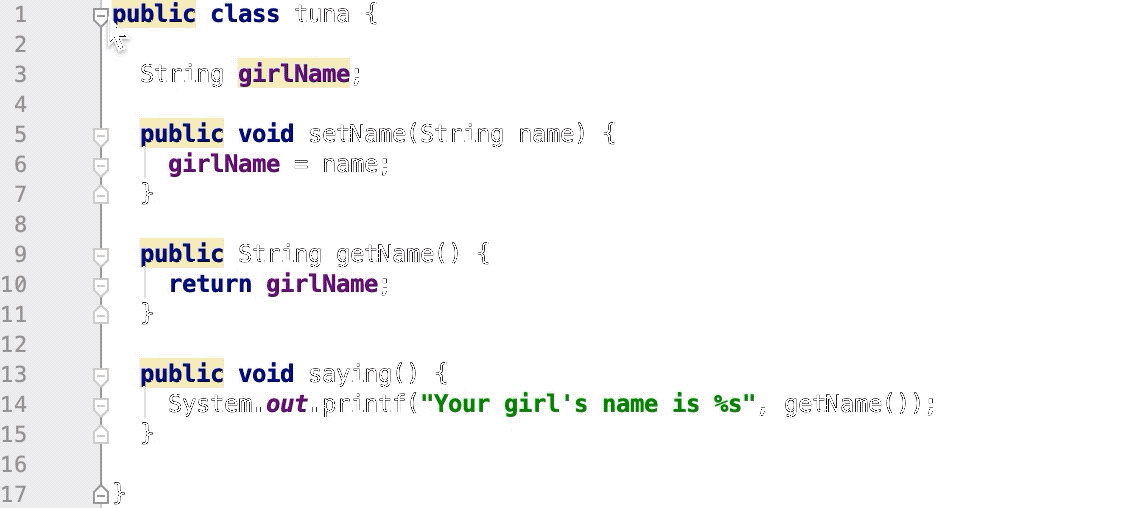 1 public class tuna {
2
3 String girlName;
4
5 public void setName(String name) {
6 girlName = name;
7 }
8
9 public String getName() {
10 return girlName;
11 }
12
13 public void saying() {
14 System.out.printf("Your girl's name is %s", getName());
15 }
16
17 }